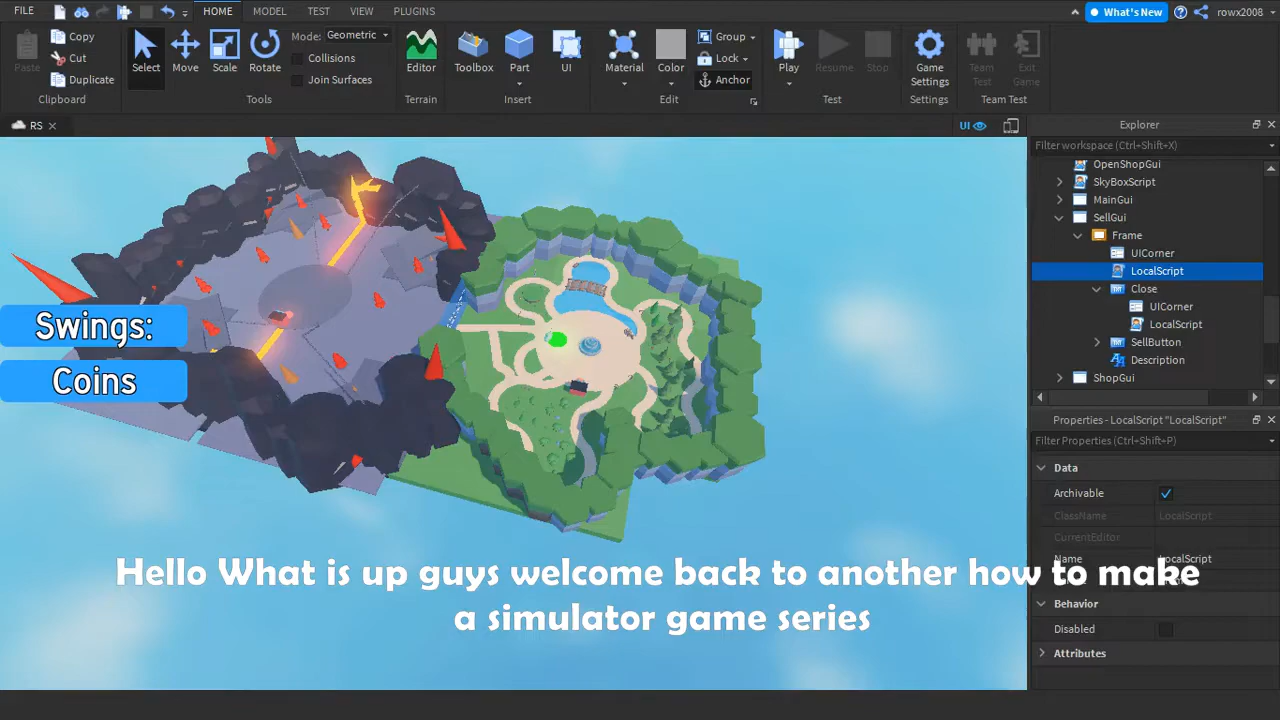 FILE
HOME
MODEL
TEST
VIEW
PLUGINS
What's New
rowx2008
Paste
Copy
Cut
Duplicate
Clipboard
Select
Move
Scale
Rotate
Mode: Geometric
Collisions
Join Surfaces
Tools
Editor
Terrain
Toolbox
Part
UI
Insert
Material
Color
Group
Lock
Anchor
Edit
Play
Resume
Stop
Test
Game
Settings
Settings
Team
Test
Exit
Game
Team Test
RS
UI
Swings:
Coins
Hello What is up guys welcome back to another how to make
a simulator game series
Explorer
Filter workspace (Ctrl+Shift+X)
OpenShopGui
SkyBoxScript
MainGui
SellGui
Frame
UICorner
LocalScript
Close
UICorner
LocalScript
SellButton
Description
ShopGui
Properties - LocalScript "LocalScript"
Filter Properties (Ctrl+Shift+P)
Data
Archivable
ClassName LocalScript
CurrentEditor
Name LocalScript
Behavior
Disabled
Attributes